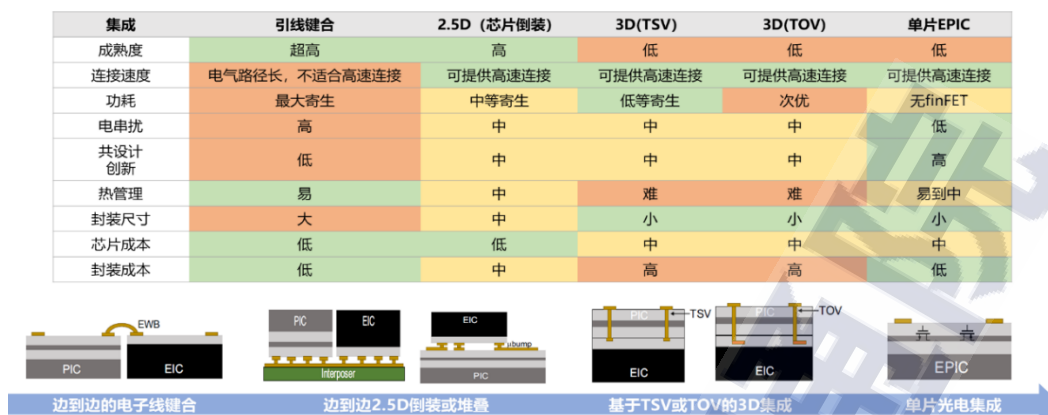 集成 引线键合 2.5D（芯片倒装） 3D(TSV) 3D(TOV) 单片EPIC
成熟度 超高 高 低 低 低
连接速度 电气路径长，不适合高速连接 可提供高速连接 可提供高速连接 可提供高速连接 可提供高速连接
功耗 最大寄生 中等寄生 低等寄生 次优 无finFET
电串扰 高 中 中 中 低
共设计
创新 低 中 中 中 高
热管理 易 中 难 难 易到中
封装尺寸 大 中 小 小 小
芯片成本 低 低 中 中 中
封装成本 低 中 高 高 低
EWB
PIC EIC
PIC EIC
Interposer
EIC
μbump
PIC
PIC TSV
EIC
PIC TOV
EIC
EPIC
边到边的电子线键合 边到边2.5D倒装或堆叠 基于TSV或TOV的3D集成 单片光电集成